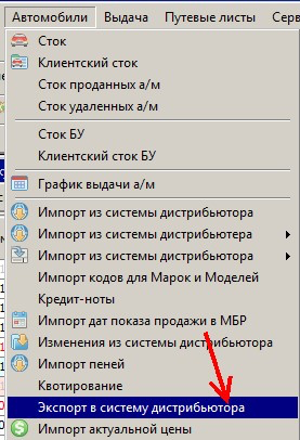 Автомобили Выдача Путевые листы
Сток
Клиентский сток
Сток проданных а/м
Сток удаленных а/м
Сток БУ
Клиентский сток БУ
График выдачи а/м
Импорт из системы дистрибьютора
Импорт из системы дистрибьютера
Импорт из системы дистрибьютора
Импорт кодов для Марок и Моделей
Кредит-ноты
Импорт дат показа продажи в МБР
Изменения из системы дистрибьютора
Импорт пеней
Квотирование
Экспорт в систему дистрибьютора
Импорт актуальной цены